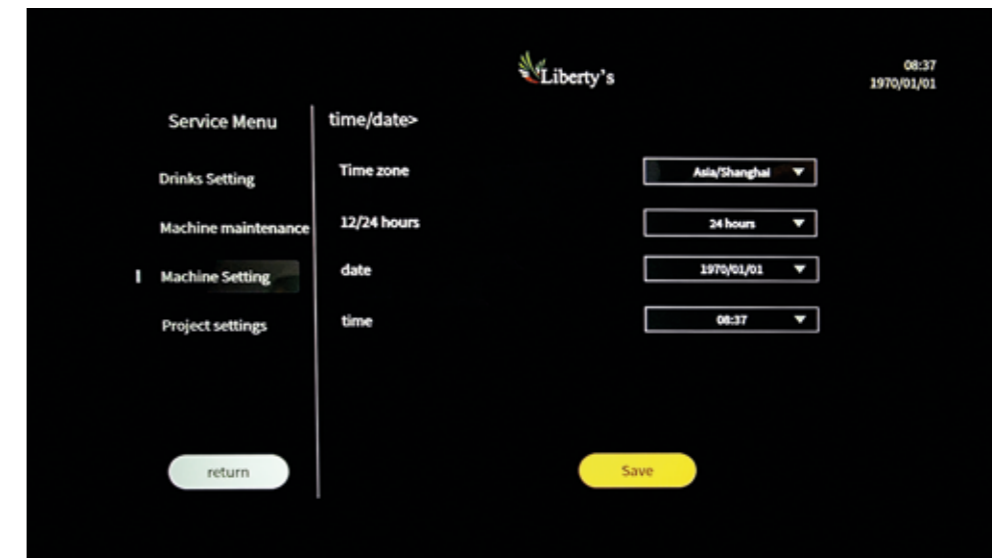 Liberty's
08:37
1970/01/01
Service Menu
Drinks Setting
Machine maintenance
Machine Setting
Project settings
return
time/date>
Time zone
Asia/Shanghai
12/24 hours
24 hours
date
1970/01/01
time
08:37
Save